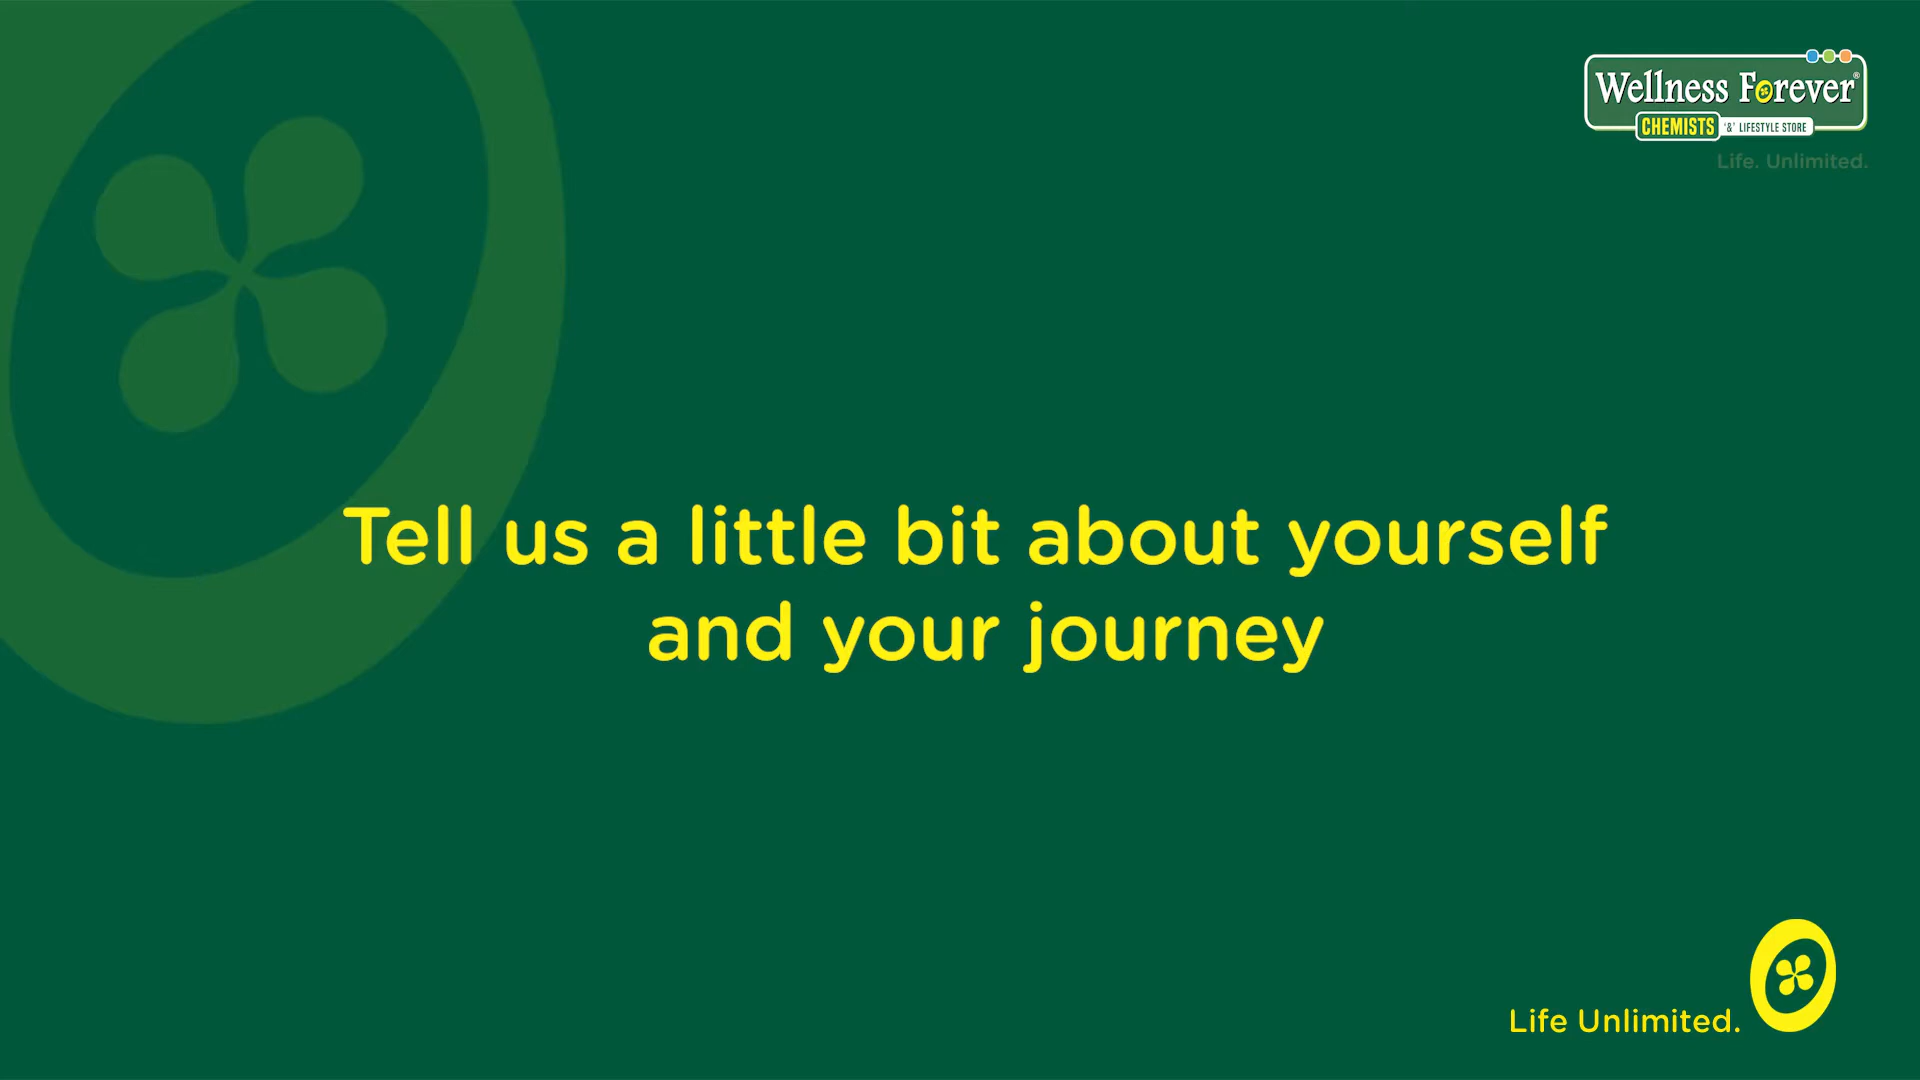 Wellness Forever®
CHEMISTS '&' LIFESTYLE STORE
Life. Unlimited.
Tell us a little bit about yourself
and your journey
Life Unlimited.